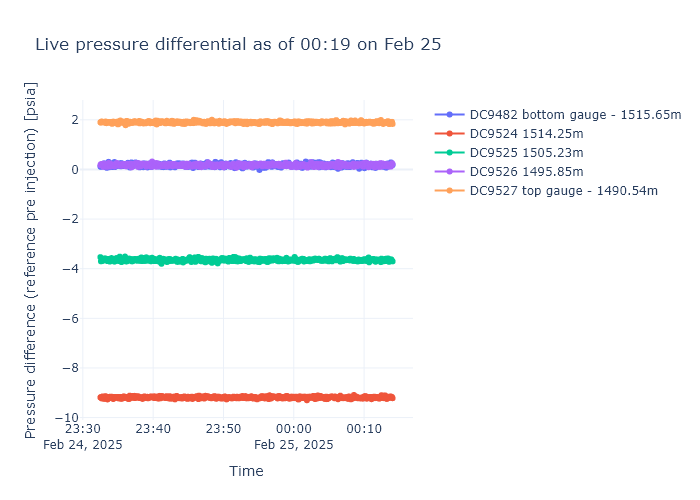 Live pressure differential as of 00:19 on Feb 25
Pressure difference (reference pre injection) [psia]
2
0
−2
−4
−6
−8
−10
23:30
Feb 24, 2025
23:40
23:50
00:00
Feb 25, 2025
00:10
Time
DC9482 bottom gauge - 1515.65m
DC9524 1514.25m
DC9525 1505.23m
DC9526 1495.85m
DC9527 top gauge - 1490.54m